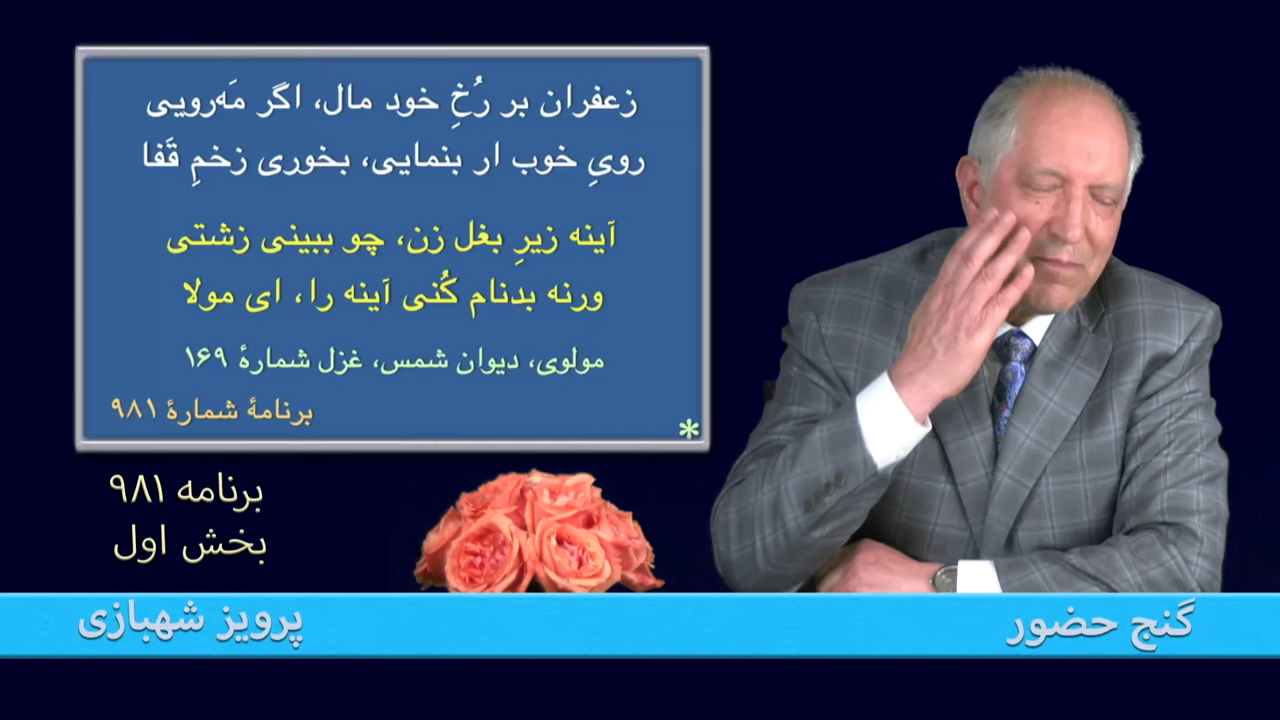 زعفران بر رُخِ خود مال، اگر مَه‌رویی
رویِ خوب ار بنمایی، بخوری زخمِ قَفا
آینه زیرِ بغل زن، چو ببینی زشتی
ورنه بدنام کُنی آینه را، ای مولا
مولوی، دیوان شمس، غزل شمارهٔ ۱۶۹
برنامهٔ شمارهٔ ۹۸۱
*
برنامه ۹۸۱
بخش اول
گنج حضور
پرویز شهبازی